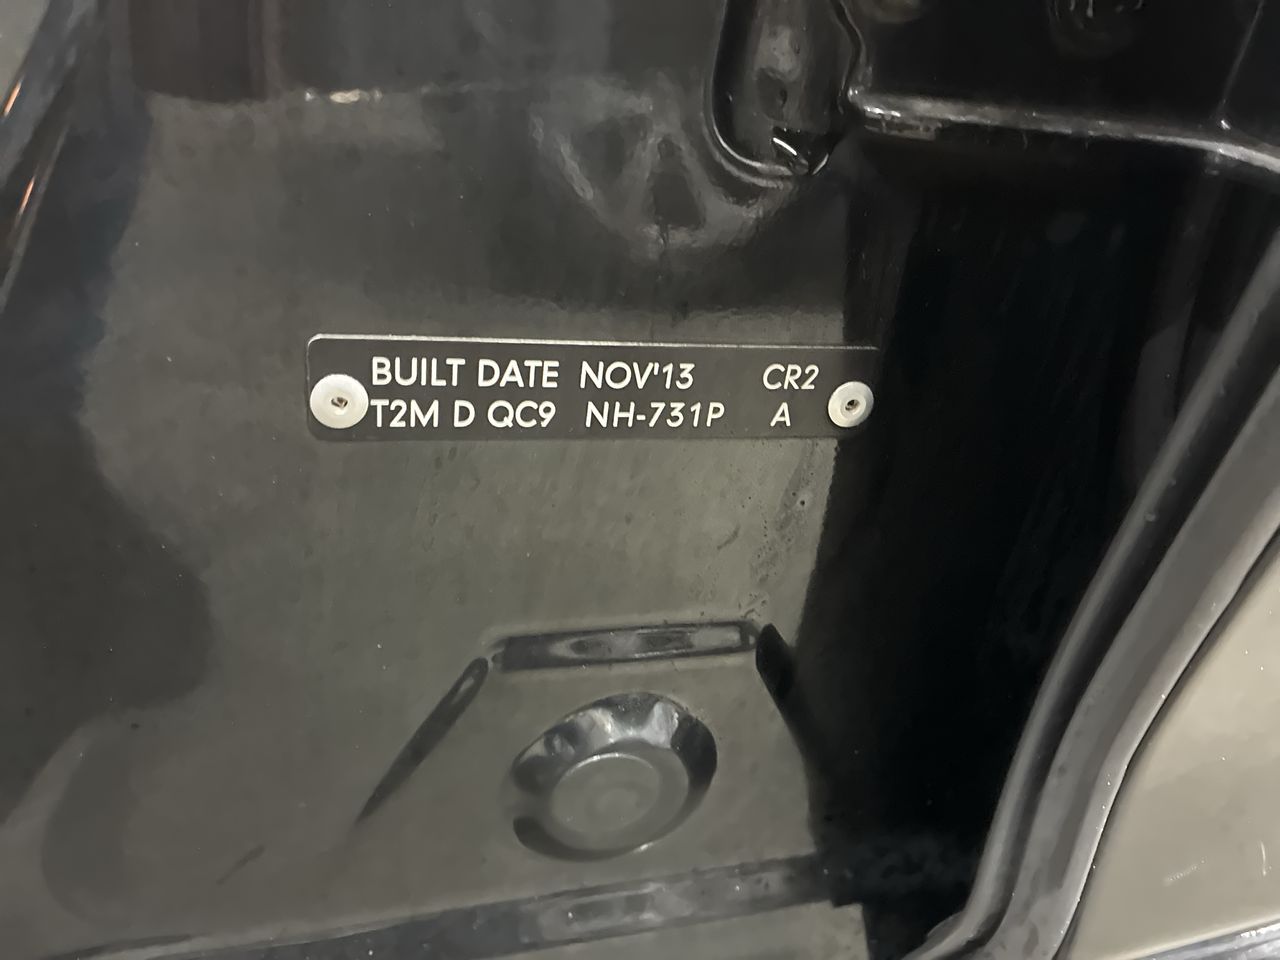 BUILT DATE NOV'13 CR2
T2M D QC9 NH-731P A